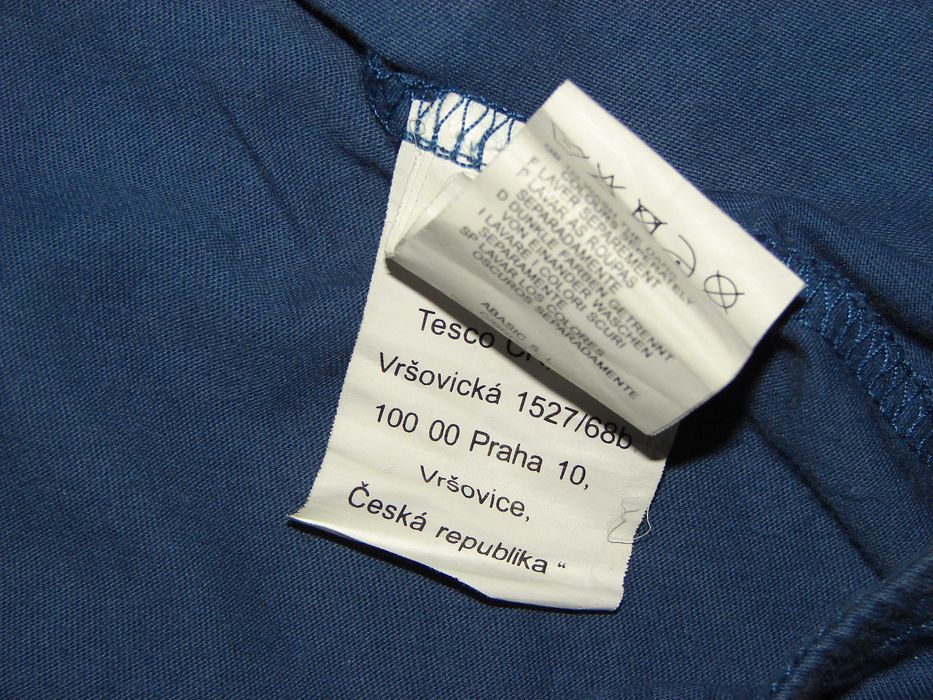 F LAVER SEPAREMENT
P LAVAR AS ROUPAS
SEPARADAMENTE
D DUNKLE FARBEN GETRENNT
VON EINANDER WASCHEN
I LAVARE I COLORI SCURI
SEPARATAMENTE
SP LAVAR LOS COLORES
OSCUROS SEPARADAMENTE
ABASIC S.L.
Tesco
Vršovická 1527/68b
100 00 Praha 10,
Vršovice,
Česká republika “